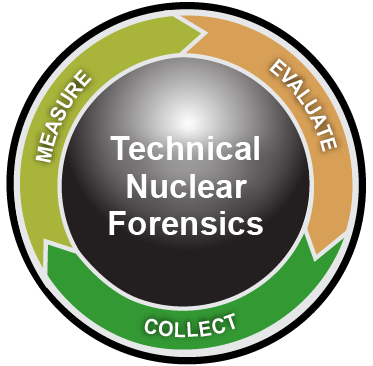 MEASURE
EVALUATE
Technical
Nuclear
Forensics
COLLECT